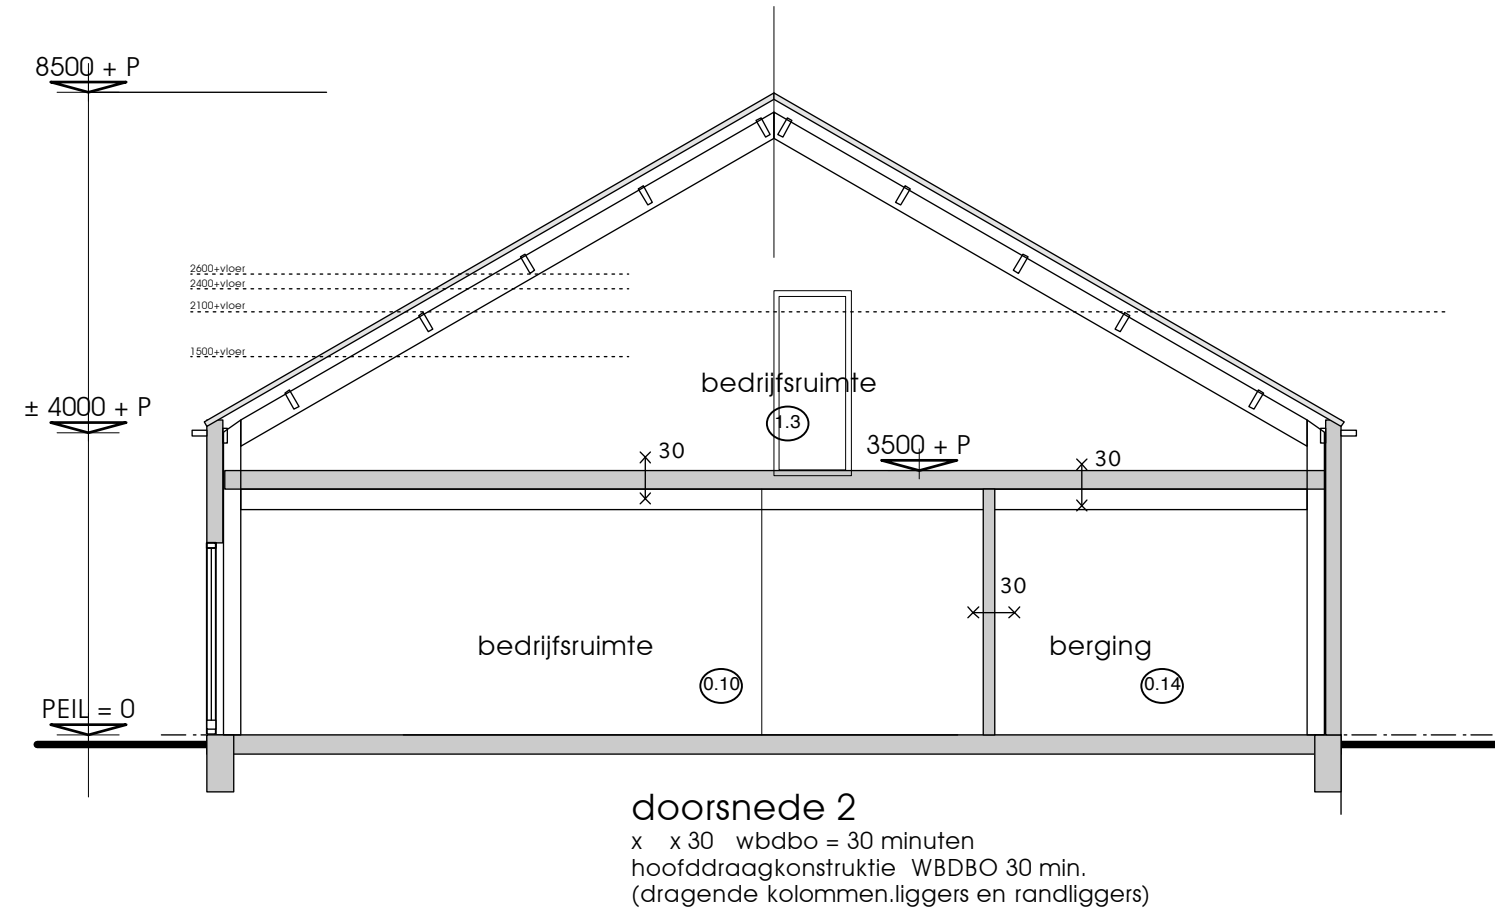 8500 + P
2600+vloer
2400+vloer
2100+vloer
1500+vloer
bedrijfsruimte
1.3
± 4000 + P
3500 + P
30
30
30
bedrijfsruimte
berging
0.10
0.14
PEIL = 0
doorsnede 2
x x 30 wbdbo = 30 minuten
hoofddraagkonstruktie WBDBO 30 min.
(dragende kolommen.liggers en randliggers)